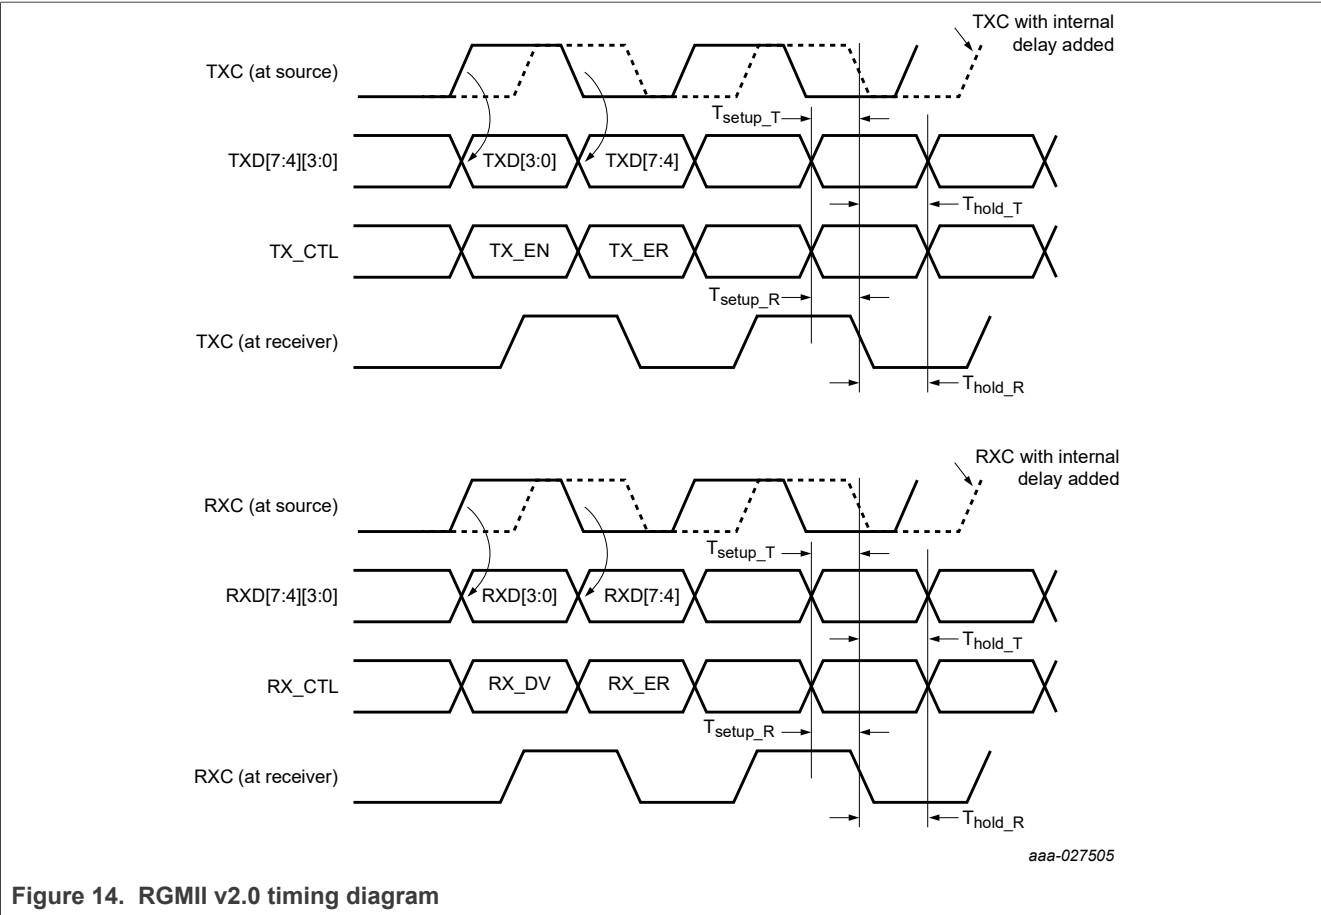 TXC with internal
delay added
TXC (at source)
Tsetup_T
TXD[7:4][3:0]
TXD[3:0]
TXD[7:4]
Thold_T
TX_CTL
TX_EN
TX_ER
Tsetup_R
TXC (at receiver)
Thold_R
RXC with internal
delay added
RXC (at source)
Tsetup_T
RXD[7:4][3:0]
RXD[3:0]
RXD[7:4]
Thold_T
RX_CTL
RX_DV
RX_ER
Tsetup_R
RXC (at receiver)
Thold_R
aaa-027505
Figure 14. RGMII v2.0 timing diagram